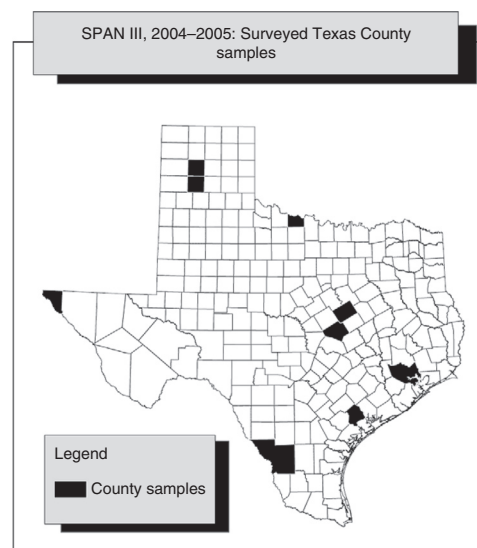 SPAN III, 2004–2005: Surveyed Texas County
samples
Legend
County samples